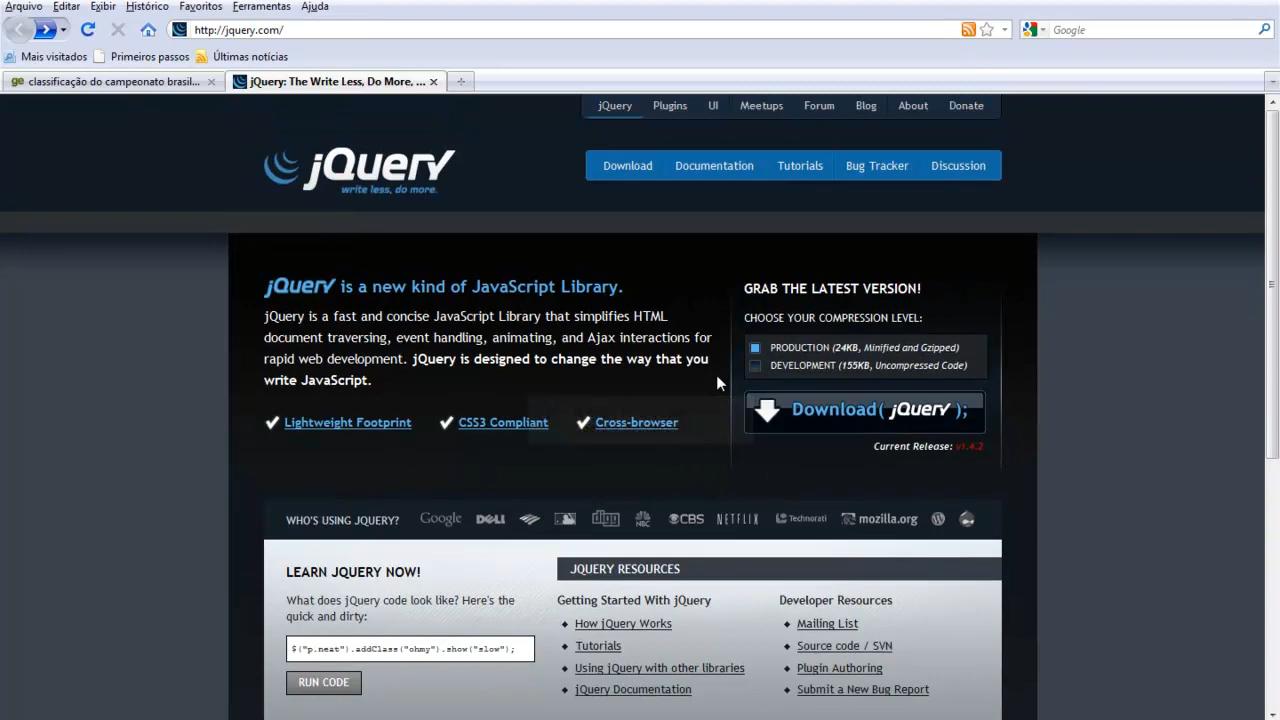 Arquivo Editar Exibir Histórico Favoritos Ferramentas Ajuda
http://jquery.com/
Google
Mais visitados Primeiros passos Últimas notícias
ge classificação do campeonato brasil... jQuery: The Write Less, Do More, ...
jQuery Plugins UI Meetups Forum Blog About Donate
jQuery
write less, do more.
Download Documentation Tutorials Bug Tracker Discussion
jQuery is a new kind of JavaScript Library.
jQuery is a fast and concise JavaScript Library that simplifies HTML
document traversing, event handling, animating, and Ajax interactions for
rapid web development. jQuery is designed to change the way that you
write JavaScript.
Lightweight Footprint CSS3 Compliant Cross-browser
GRAB THE LATEST VERSION!
CHOOSE YOUR COMPRESSION LEVEL:
PRODUCTION (24KB, Minified and Gzipped)
DEVELOPMENT (155KB, Uncompressed Code)
Download( jQuery );
Current Release: v1.4.2
WHO'S USING JQUERY? Google DELL NBC CBS NETFLIX Technorati mozilla.org
LEARN JQUERY NOW!
What does jQuery code look like? Here's the
quick and dirty:
$("p.neat").addClass("ohmy").show("slow");
RUN CODE
JQUERY RESOURCES
Getting Started With jQuery
How jQuery Works
Tutorials
Using jQuery with other libraries
jQuery Documentation
Developer Resources
Mailing List
Source code / SVN
Plugin Authoring
Submit a New Bug Report